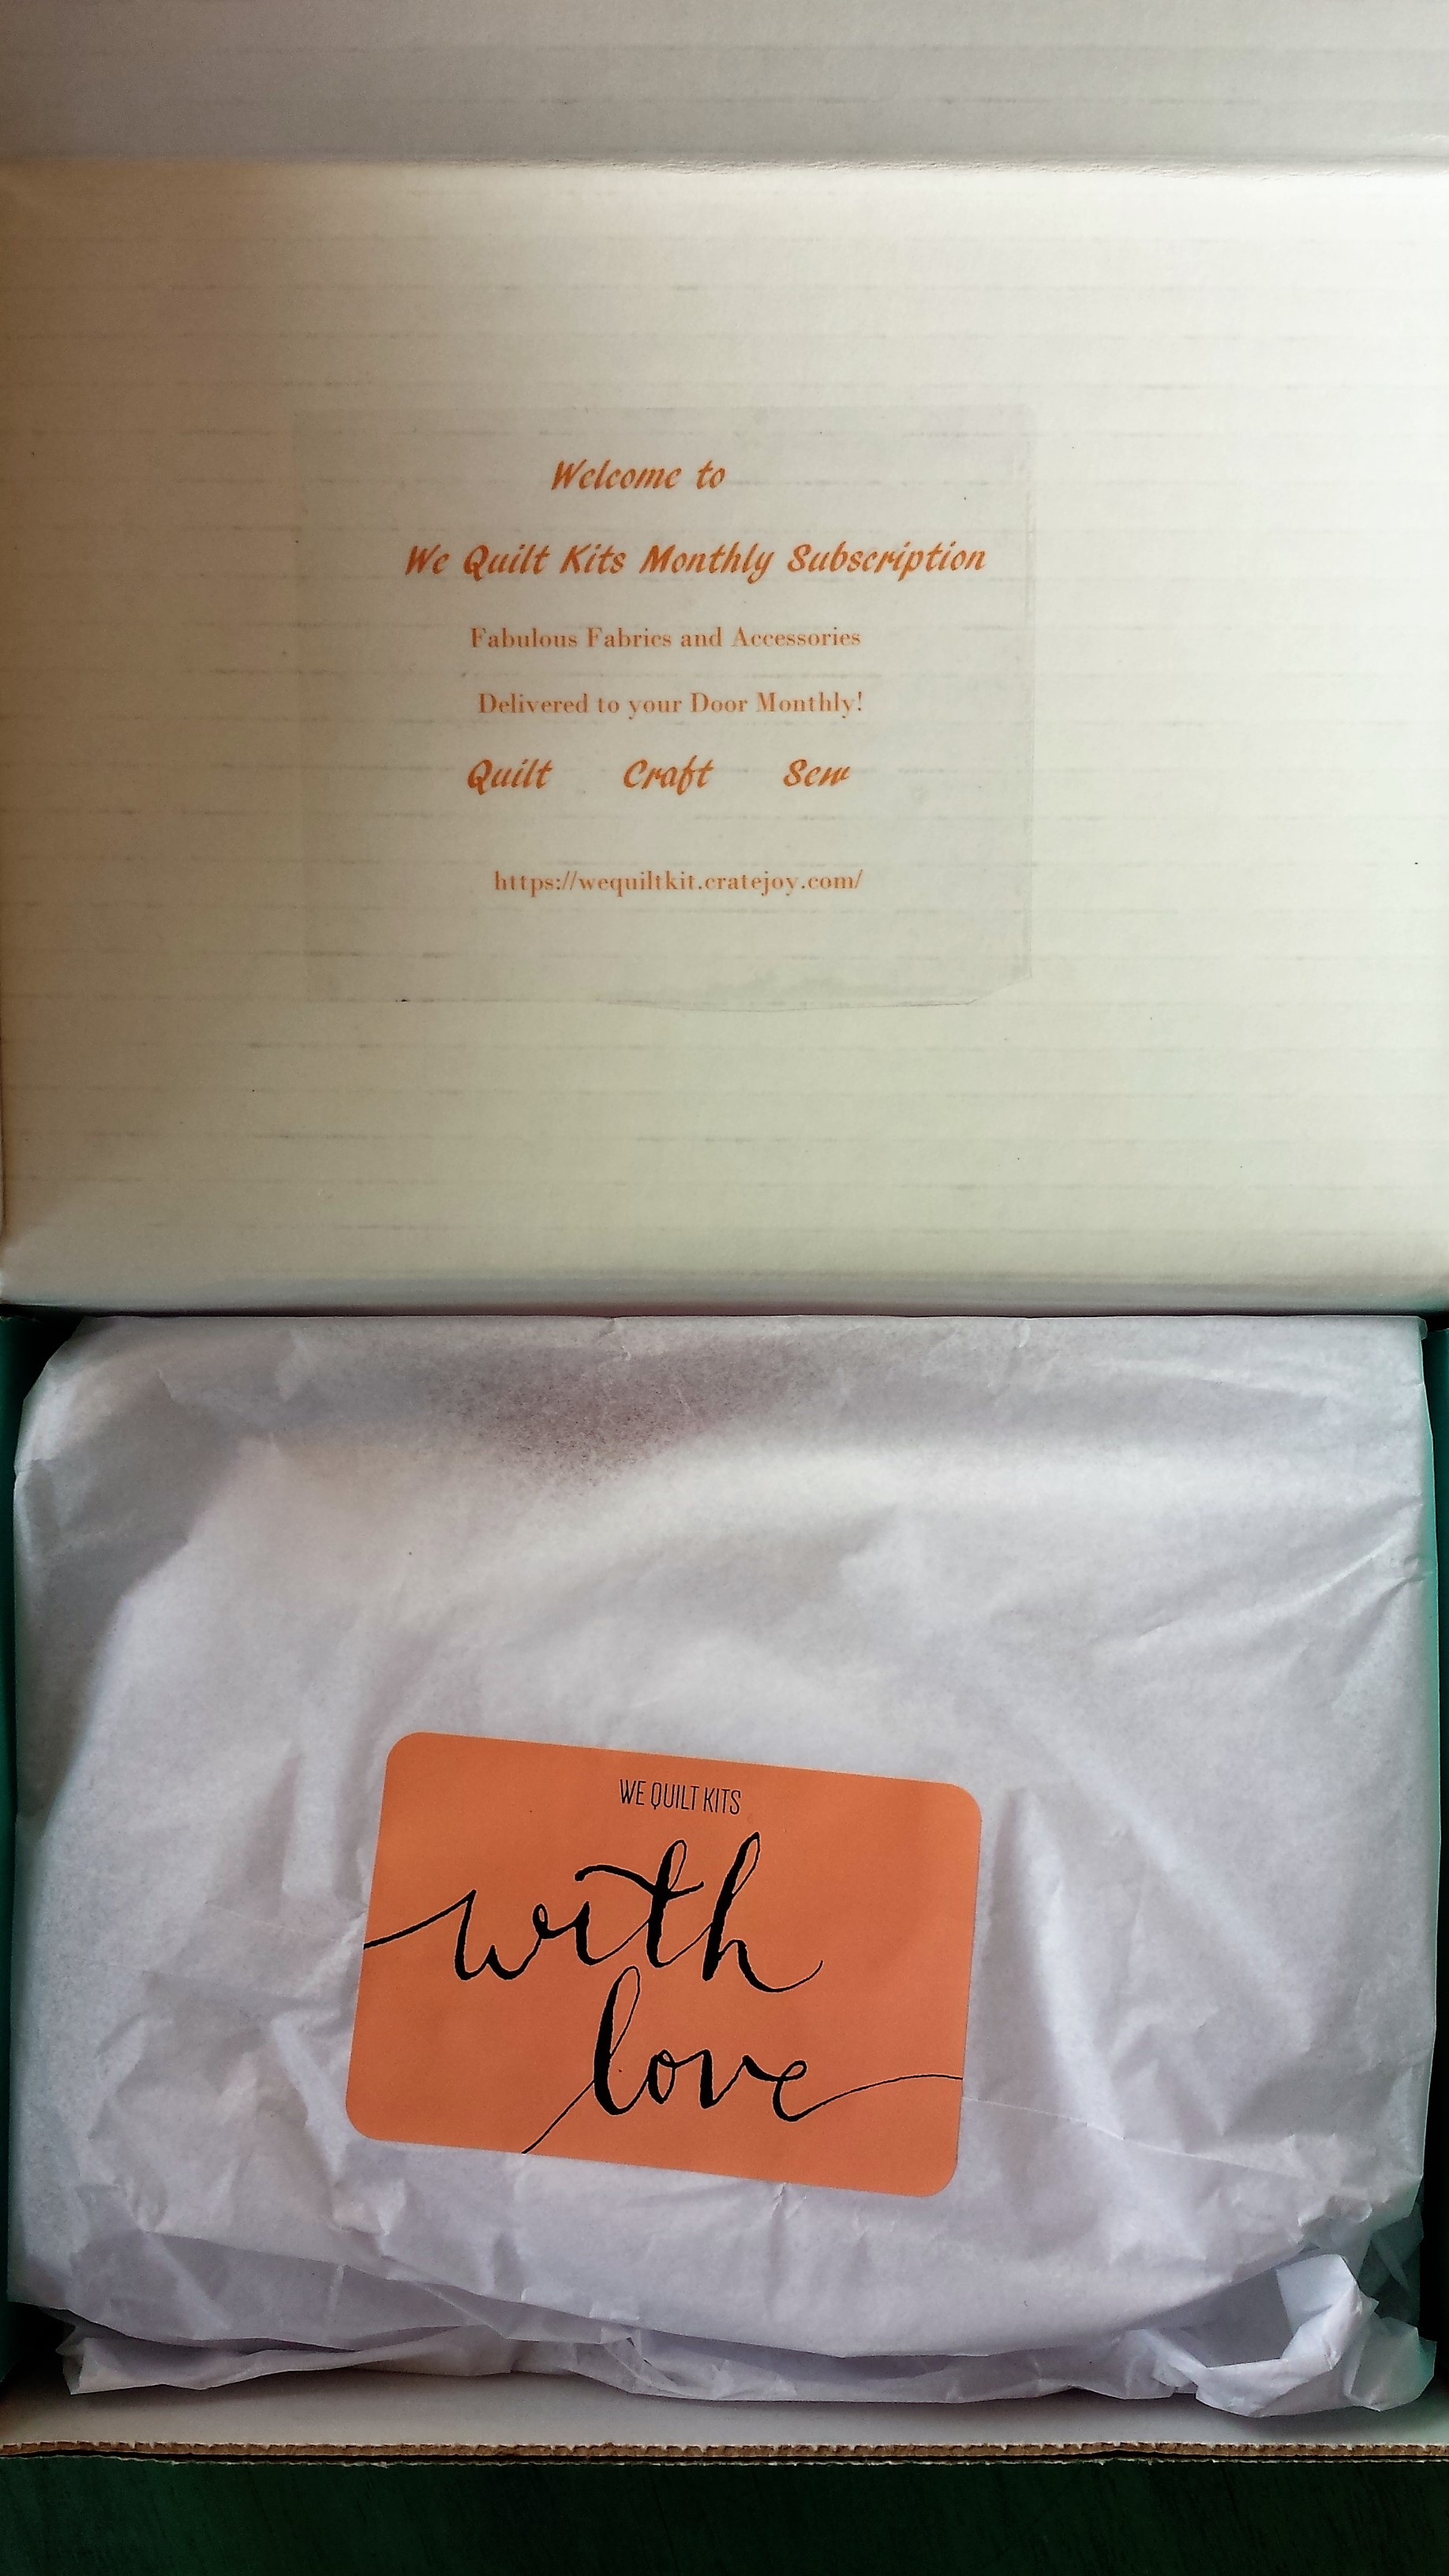 Welcome to
We Quilt Kits Monthly Subscription
Fabulous Fabrics and Accessories
Delivered to your Door Monthly!
Quilt Craft Sew
https://wequiltkit.cratejoy.com/
WE QUILT KITS
with
love